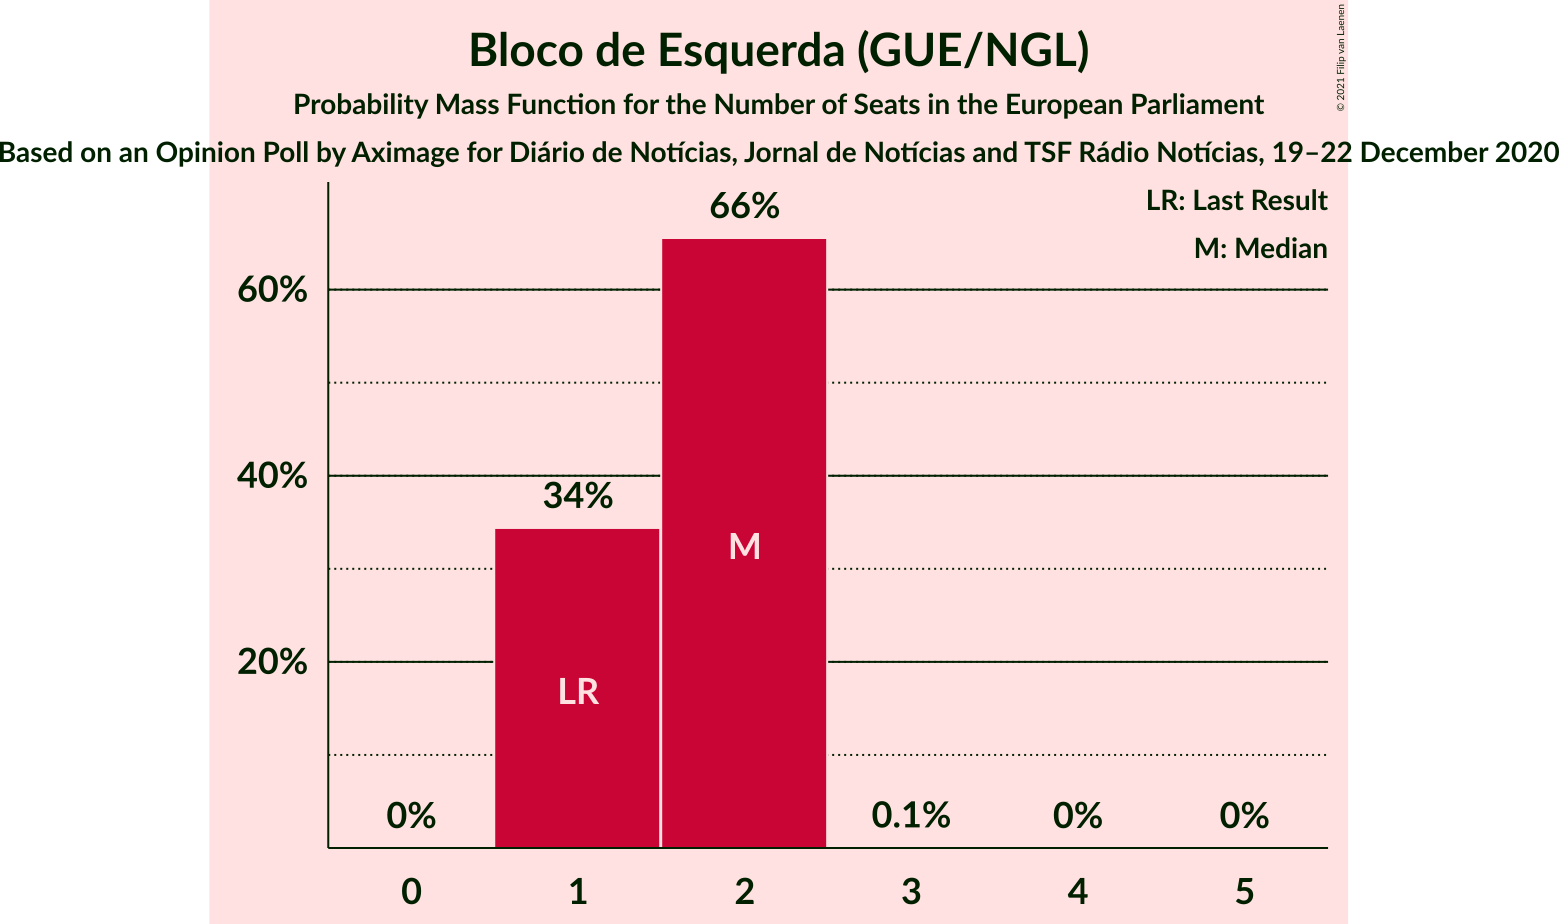 Bloco de Esquerda (GUE/NGL)
Probability Mass Function for the Number of Seats in the European Parliament
Based on an Opinion Poll by Aximage for Diário de Notícias, Jornal de Notícias and TSF Rádio Notícias, 19–22 December 2020
© 2021 Filip van Laenen
LR: Last Result
M: Median
66%
60%
40%
34%
M
20%
LR
0%
0.1%
0%
0%
0
1
2
3
4
5